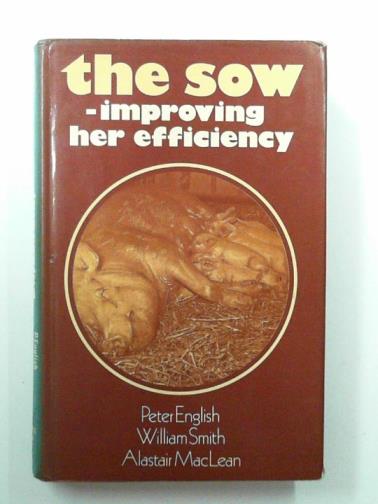 the sow
-improving
her efficiency
Peter English
William Smith
Alastair MacLean